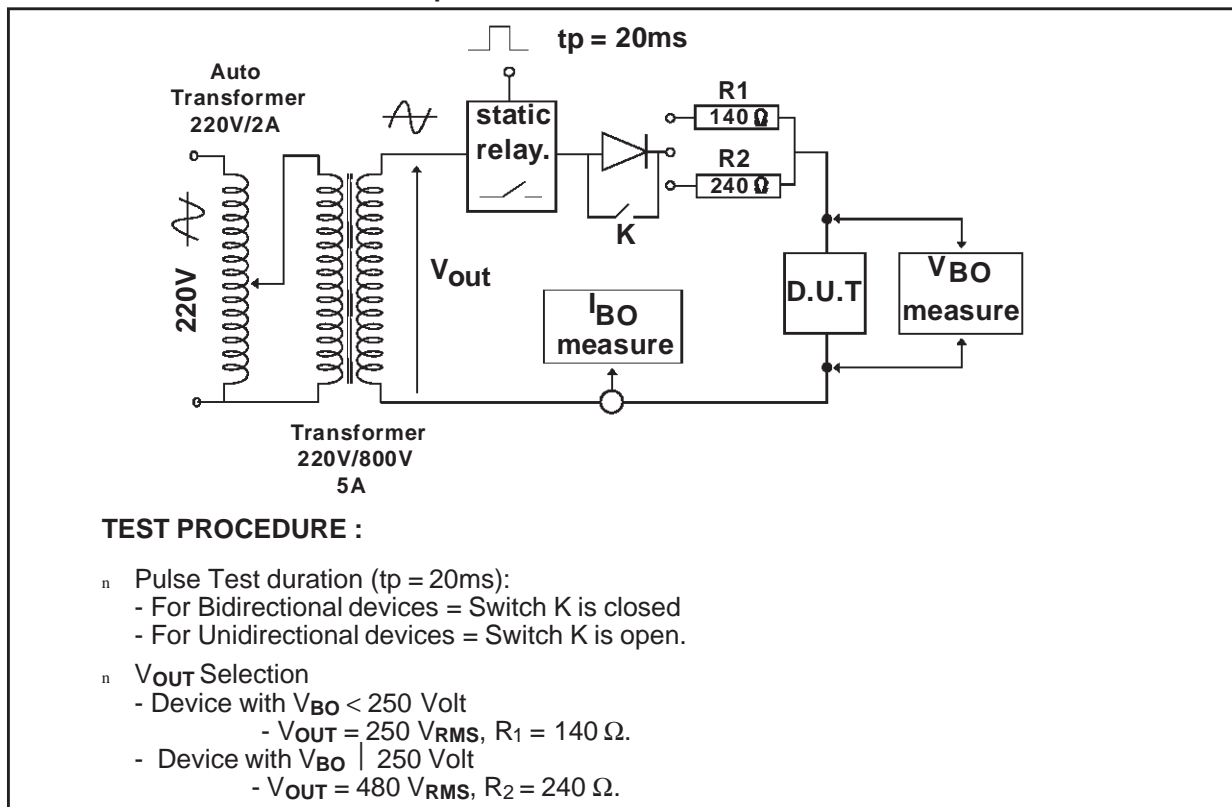 tp = 20ms
Auto
Transformer
220V/2A
static
relay.
R1
140 Ω
R2
240 Ω
K
220V
Vout
IBO
measure
D.U.T
VBO
measure
Transformer
220V/800V
5A
TEST PROCEDURE :
n Pulse Test duration (tp = 20ms):
- For Bidirectional devices = Switch K is closed
- For Unidirectional devices = Switch K is open.
n VOUT Selection
- Device with VBO < 250 Volt
- VOUT = 250 VRMS, R1 = 140 Ω.
- Device with VBO | 250 Volt
- VOUT = 480 VRMS, R2 = 240 Ω.